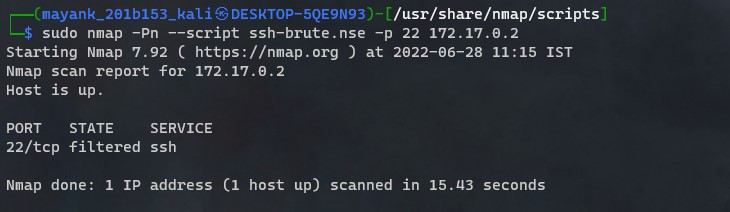 ┌──(mayank_201b153_kali㉿DESKTOP-5QE9N93)-[/usr/share/nmap/scripts]
└─$ sudo nmap -Pn --script ssh-brute.nse -p 22 172.17.0.2
Starting Nmap 7.92 ( https://nmap.org ) at 2022-06-28 11:15 IST
Nmap scan report for 172.17.0.2
Host is up.

PORT   STATE    SERVICE
22/tcp filtered ssh

Nmap done: 1 IP address (1 host up) scanned in 15.43 seconds